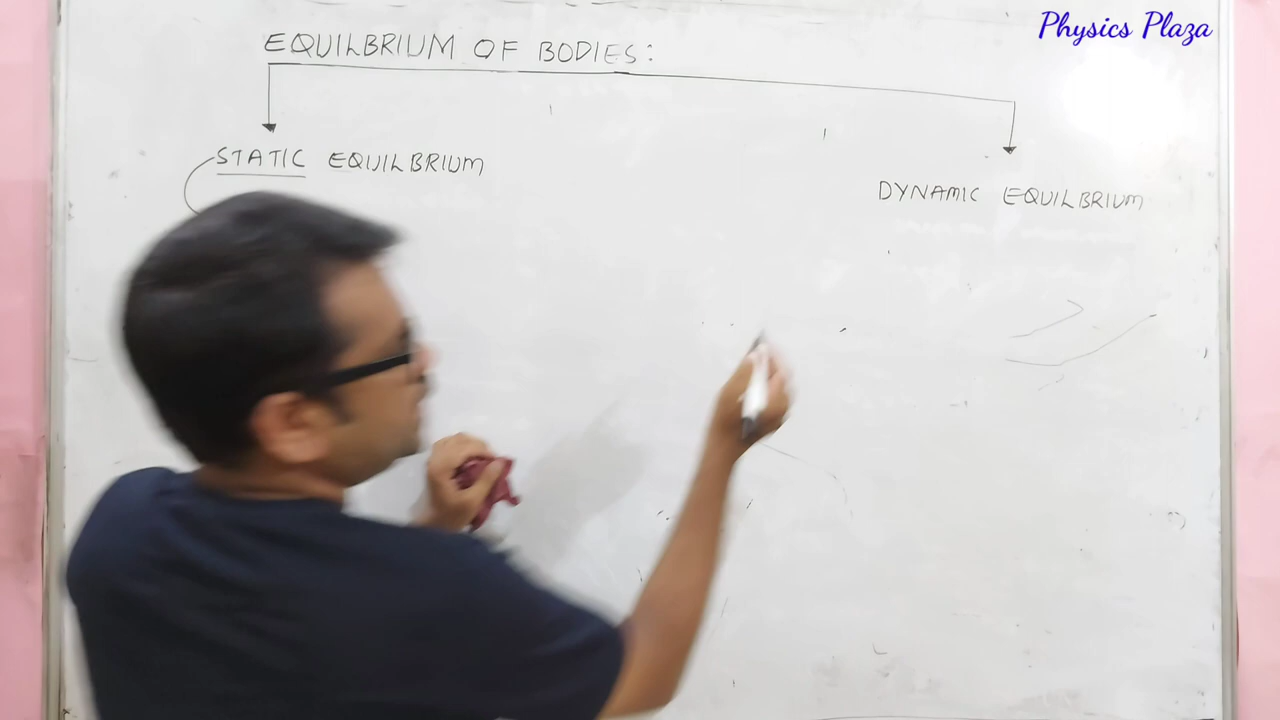 Physics Plaza
EQUILBRIUM OF BODIES:
STATIC EQUILBRIUM
DYNAMIC EQUILBRIUM